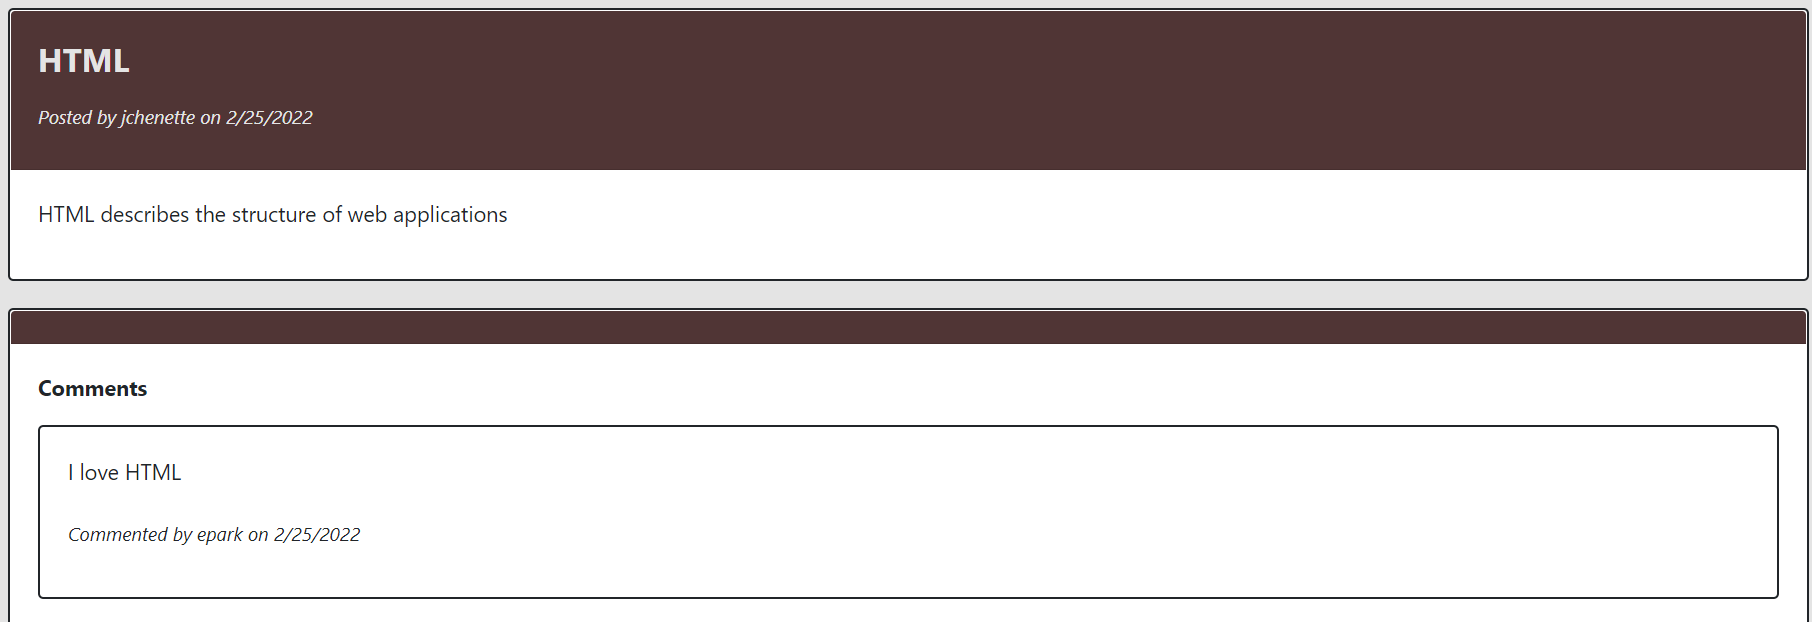 HTML
Posted by jchenette on 2/25/2022
HTML describes the structure of web applications
Comments
I love HTML
Commented by epark on 2/25/2022